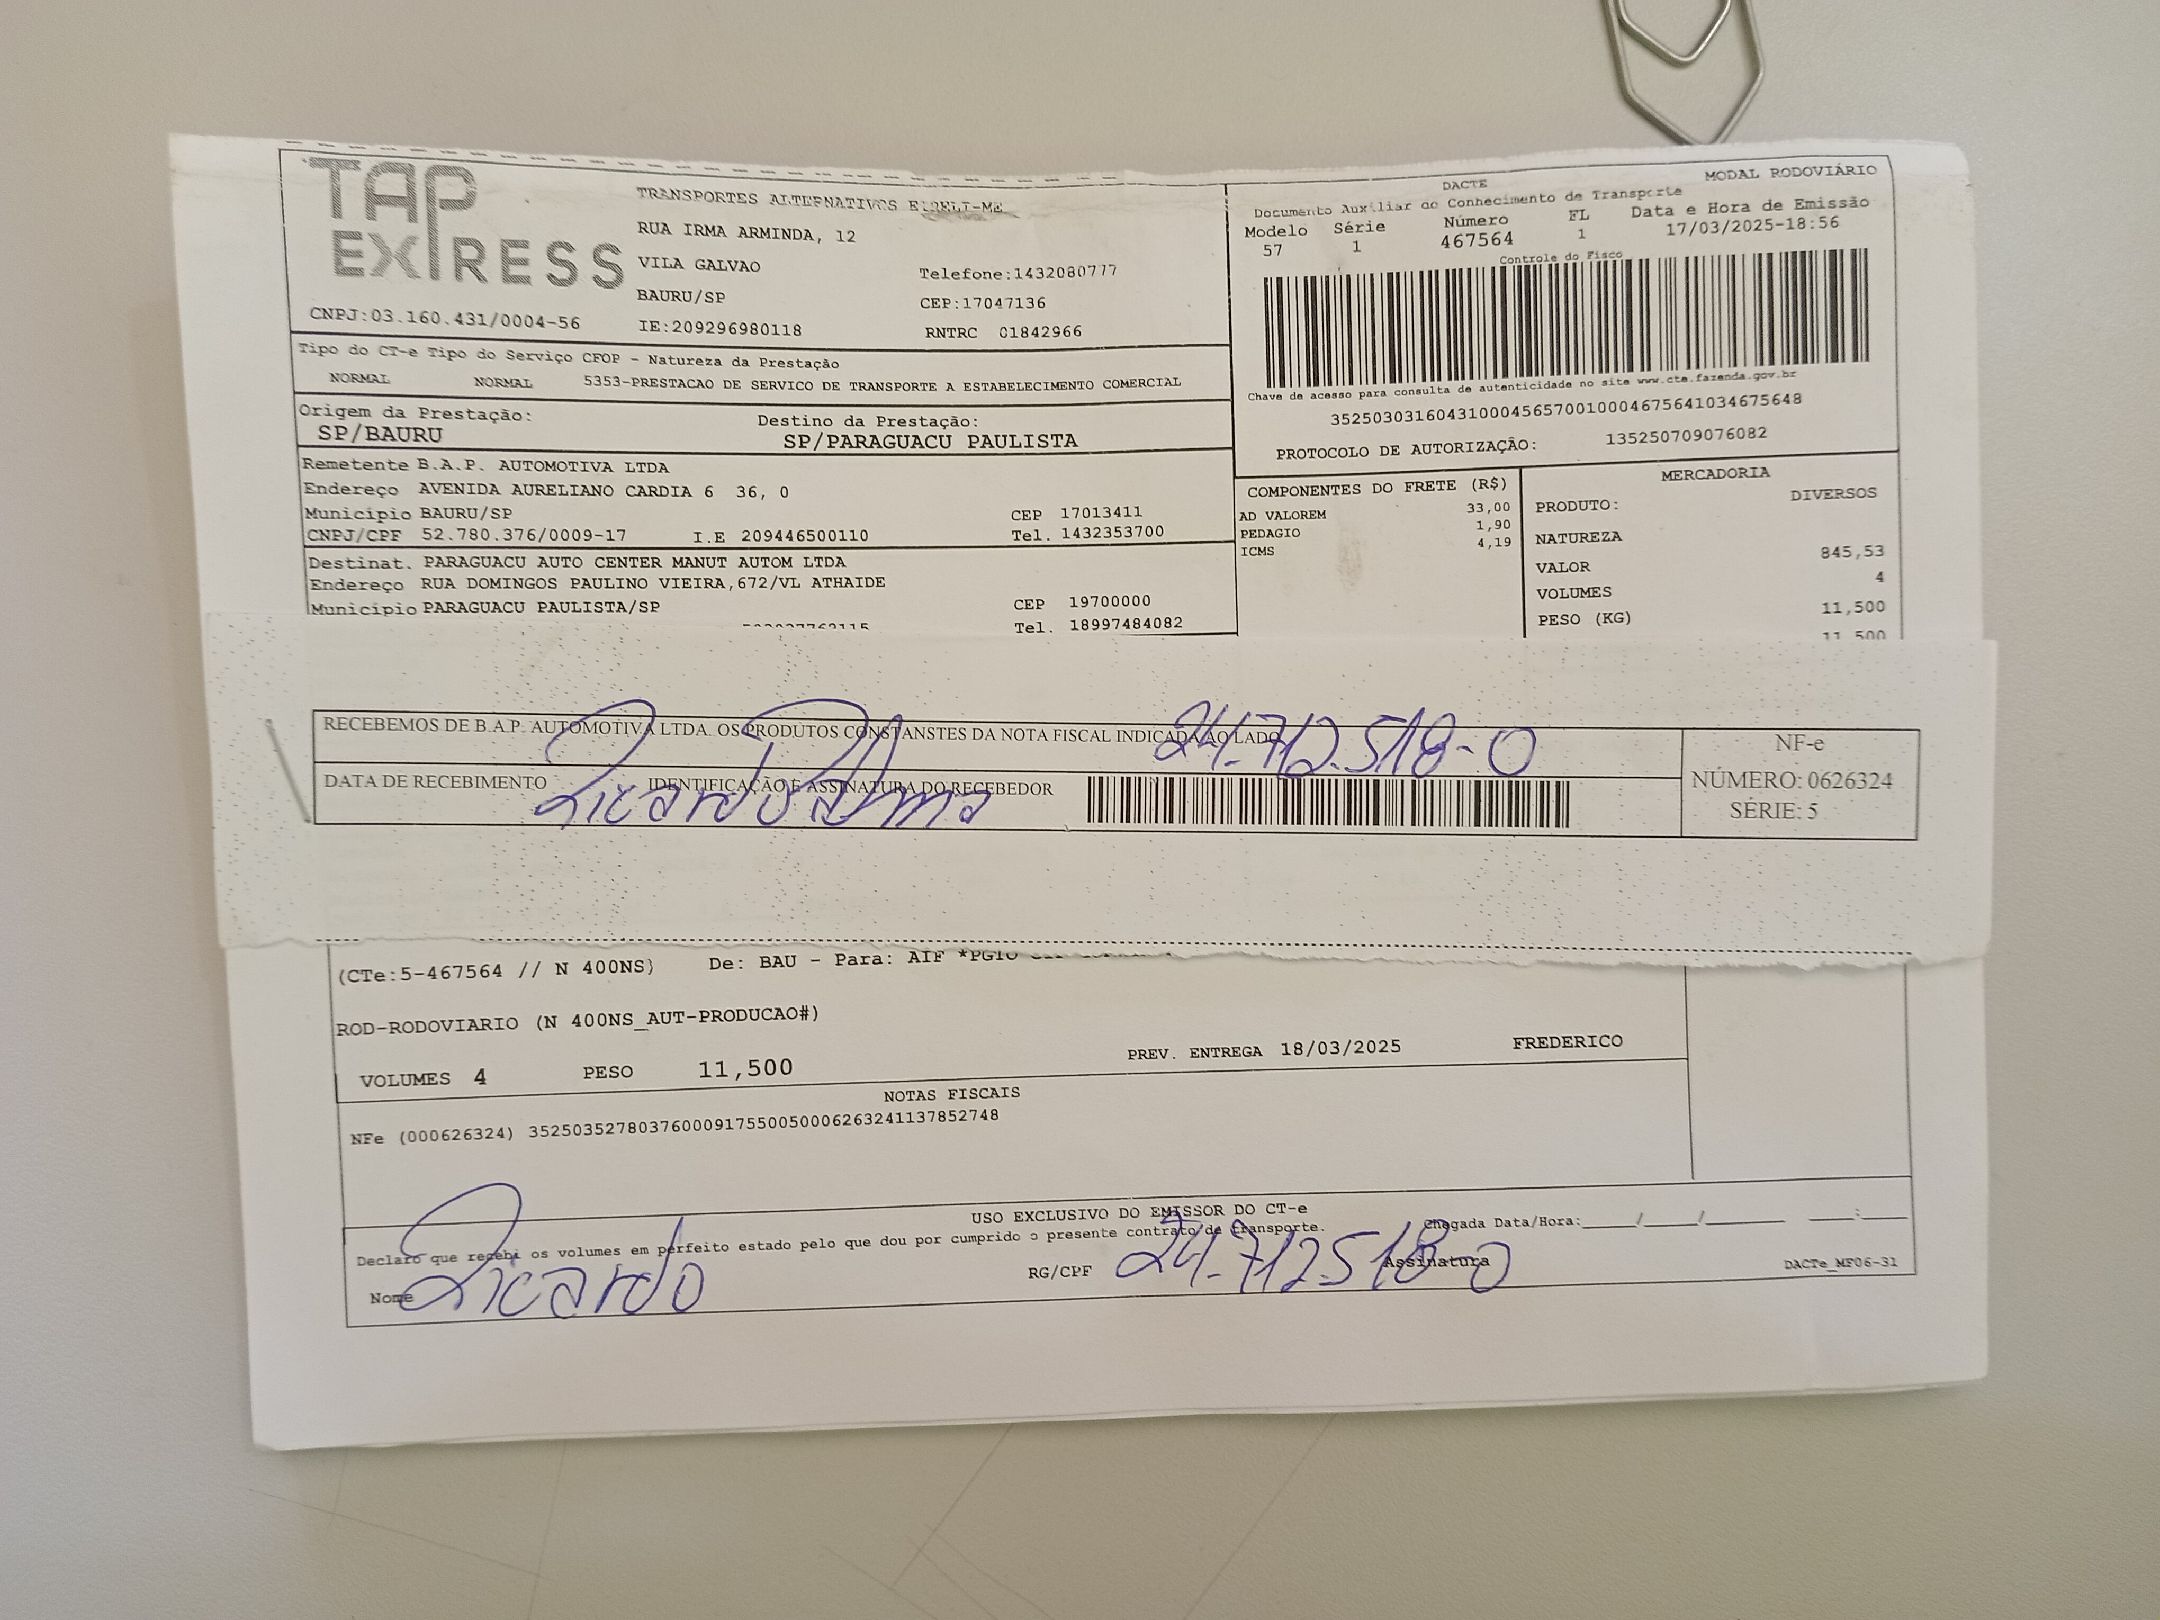 TAP EXPRESS
TRANSPORTES ALTERNATIVOS EIRELI-ME
RUA IRMA ARMINDA, 12
VILA GALVAO Telefone:1432080777
BAURU/SP CEP:17047136
CNPJ:03.160.431/0004-56 IE:209296980118 RNTRC 01842966
MODAL RODOVIÁRIO
DACTE
Documento Auxiliar do Conhecimento de Transporte
Modelo Série Número FL Data e Hora de Emissão
57 1 467564 1 17/03/2025-18:56
Controle do Fisco
Chave de acesso para consulta de autenticidade no site www.cte.fazenda.gov.br
35250303160431000456570010004675641034675648
PROTOCOLO DE AUTORIZAÇÃO: 135250709076082
Tipo do CT-e Tipo do Serviço CFOP - Natureza da Prestação
NORMAL NORMAL 5353-PRESTACAO DE SERVICO DE TRANSPORTE A ESTABELECIMENTO COMERCIAL
Origem da Prestação: Destino da Prestação:
SP/BAURU SP/PARAGUACU PAULISTA
Remetente B.A.P. AUTOMOTIVA LTDA
Endereço AVENIDA AURELIANO CARDIA 6 36, 0
Município BAURU/SP CEP 17013411
CNPJ/CPF 52.780.376/0009-17 I.E 209446500110 Tel. 1432353700
Destinat. PARAGUACU AUTO CENTER MANUT AUTOM LTDA
Endereço RUA DOMINGOS PAULINO VIEIRA,672/VL ATHAIDE
Município PARAGUACU PAULISTA/SP CEP 19700000
Tel. 18997484082
COMPONENTES DO FRETE (R$)
AD VALOREM 33,00
PEDAGIO 1,90
ICMS 4,19
MERCADORIA
PRODUTO: DIVERSOS
NATUREZA
VALOR 845,53
VOLUMES 4
PESO (KG) 11,500
11,500
RECEBEMOS DE B.A.P. AUTOMOTIVA LTDA. OS PRODUTOS CONSTANSTES DA NOTA FISCAL INDICADA AO LADO
24.712.518-0
DATA DE RECEBIMENTO IDENTIFICAÇÃO E ASSINATURA DO RECEBEDOR
Ricardo Palma
NF-e
NÚMERO: 0626324
SÉRIE: 5
(CTe:5-467564 // N 400NS) De: BAU - Para: AIF
ROD-RODOVIARIO (N 400NS_AUT-PRODUCAO#)
VOLUMES 4 PESO 11,500 PREV. ENTREGA 18/03/2025 FREDERICO
NOTAS FISCAIS
NFe (000626324) 35250352780376000917550050006263241137852748
USO EXCLUSIVO DO EMISSOR DO CT-e
Declaro que recebi os volumes em perfeito estado pelo que dou por cumprido o presente contrato de transporte. Chegada Data/Hora:____/____/____ ____:____
Nome Ricardo RG/CPF 24.712.518-0 Assinatura DACTe_MF06-31